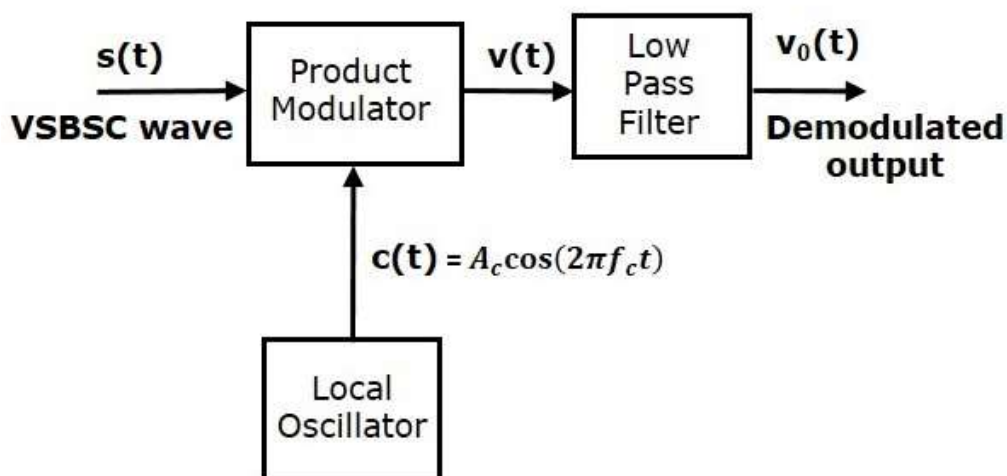 s(t)
VSBSC wave
Product
Modulator
v(t)
Low
Pass
Filter
v₀(t)
Demodulated
output
c(t) = A_c cos(2πf_c t)
Local
Oscillator